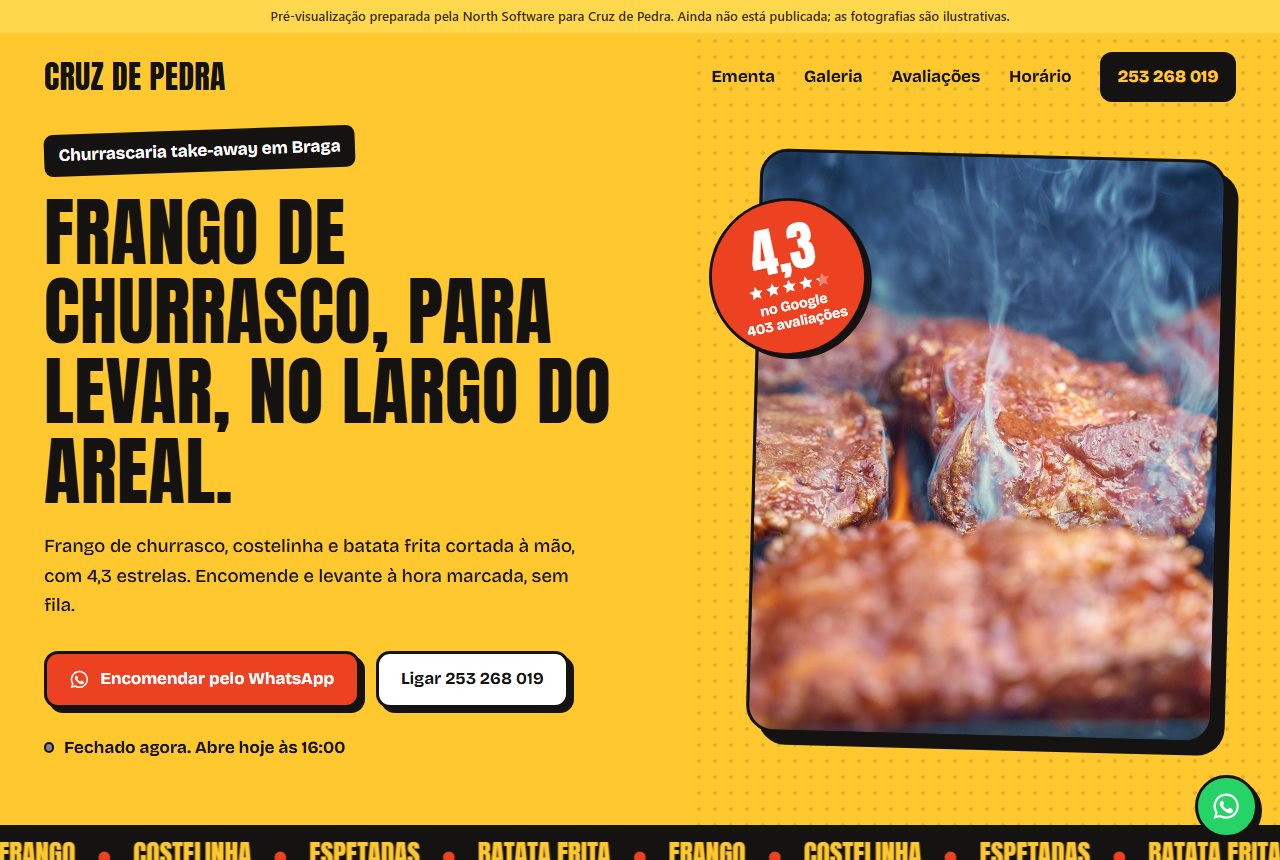 Pré-visualização preparada pela North Software para Cruz de Pedra. Ainda não está publicada; as fotografias são ilustrativas.
CRUZ DE PEDRA
Ementa
Galeria
Avaliações
Horário
253 268 019
Churrascaria take-away em Braga
FRANGO DE
CHURRASCO, PARA
LEVAR, NO LARGO DO
AREAL.
4,3
no Google
403 avaliações
Frango de churrasco, costelinha e batata frita cortada à mão,
com 4,3 estrelas. Encomende e levante à hora marcada, sem
fila.
Encomendar pelo WhatsApp
Ligar 253 268 019
Fechado agora. Abre hoje às 16:00
FRANGO COSTELINHA ESPETADAS BATATA FRITA FRANGO COSTELINHA ESPETADAS BATATA FRITA